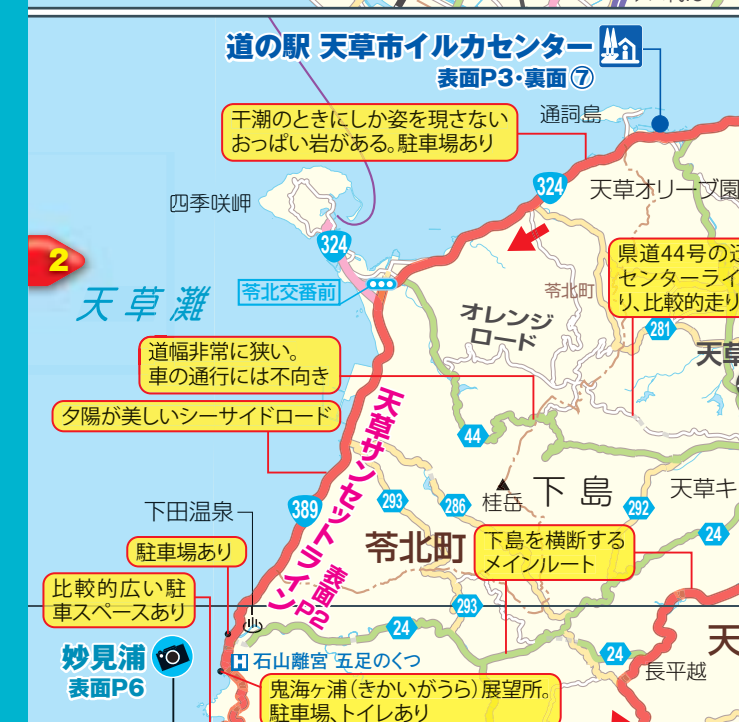 道の駅 天草市イルカセンター
表面P3・裏面⑦
干潮のときにしか姿を現さない
おっぱい岩がある。駐車場あり
通詞島
324
天草オリーブ園
四季咲岬
324
2
天草灘
苓北交番前
県道44号の
センターライ
り、比較的走り
苓北町
オレンジ
ロード
281
道幅非常に狭い。
車の通行には不向き
夕陽が美しいシーサイドロード
天草サンセットライン 表面P2
44
389
293
286
桂岳
下島
292
天草キ
24
下田温泉
苓北町
下島を横断する
メインルート
駐車場あり
比較的広い駐
車スペースあり
293
24
24
妙見浦
表面P6
H 石山離宮 五足のくつ
長平越
鬼海ヶ浦(きかいがうら)展望所。
駐車場、トイレあり